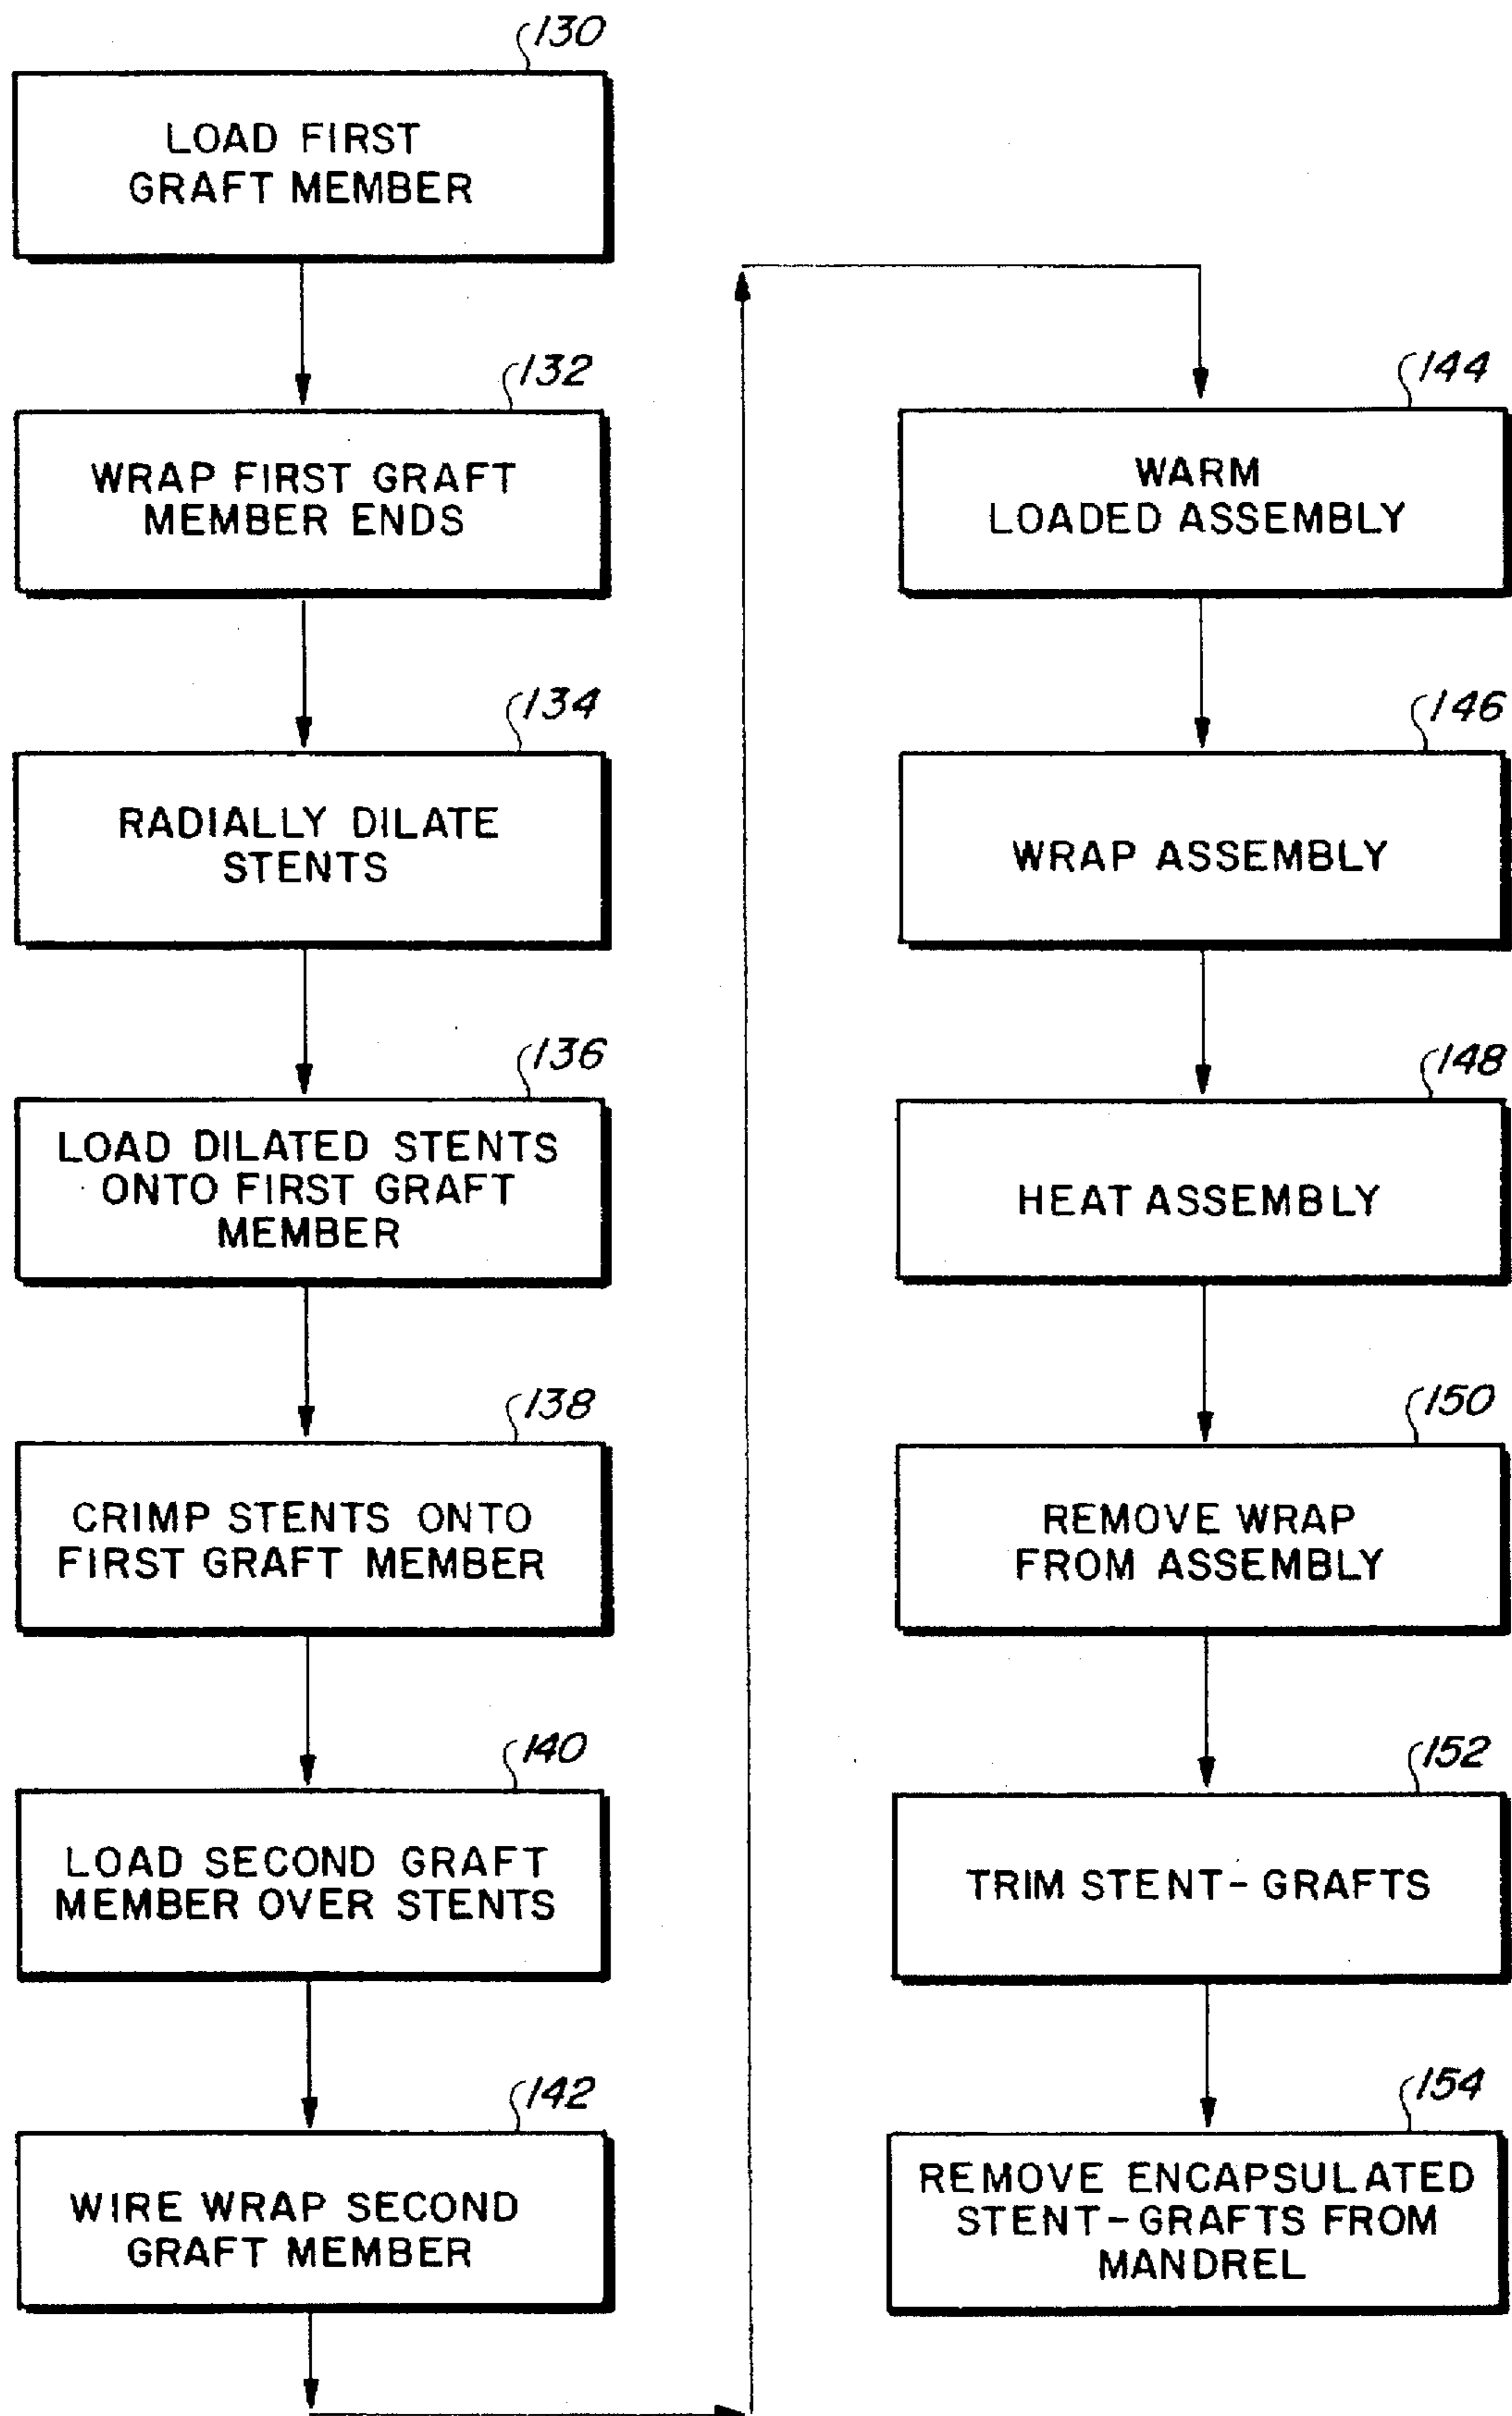 130
LOAD FIRST
GRAFT MEMBER
132
WRAP FIRST GRAFT
MEMBER ENDS
134
RADIALLY DILATE
STENTS
136
LOAD DILATED STENTS
ONTO FIRST GRAFT
MEMBER
138
CRIMP STENTS ONTO
FIRST GRAFT MEMBER
140
LOAD SECOND GRAFT
MEMBER OVER STENTS
142
WIRE WRAP SECOND
GRAFT MEMBER
144
WARM
LOADED ASSEMBLY
146
WRAP ASSEMBLY
148
HEAT ASSEMBLY
150
REMOVE WRAP
FROM ASSEMBLY
152
TRIM STENT-GRAFTS
154
REMOVE ENCAPSULATED
STENT-GRAFTS FROM
MANDREL